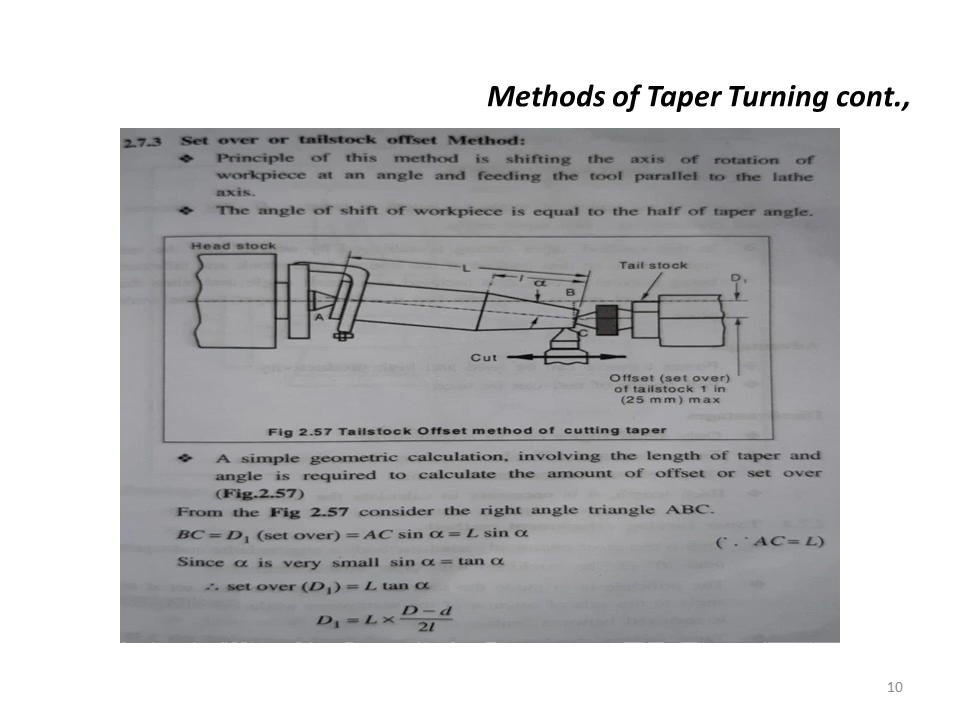 Methods of Taper Turning cont.,
2.7.3 Set over or tailstock offset Method:
❖ Principle of this method is shifting the axis of rotation of
workpiece at an angle and feeding the tool parallel to the lathe
axis.
❖ The angle of shift of workpiece is equal to the half of taper angle.
Head stock
L
l
α
B
Tail stock
D₁
A
C
Cut
Offset (set over)
of tailstock 1 in
(25 mm) max
Fig 2.57 Tailstock Offset method of cutting taper
❖ A simple geometric calculation, involving the length of taper and
angle is required to calculate the amount of offset or set over
(Fig.2.57)
From the Fig 2.57 consider the right angle triangle ABC.
BC = D₁ (set over) = AC sin α = L sin α
(∵ AC = L)
Since α is very small sin α = tan α
∴ set over (D₁) = L tan α
D₁ = L × D – d
2l
10